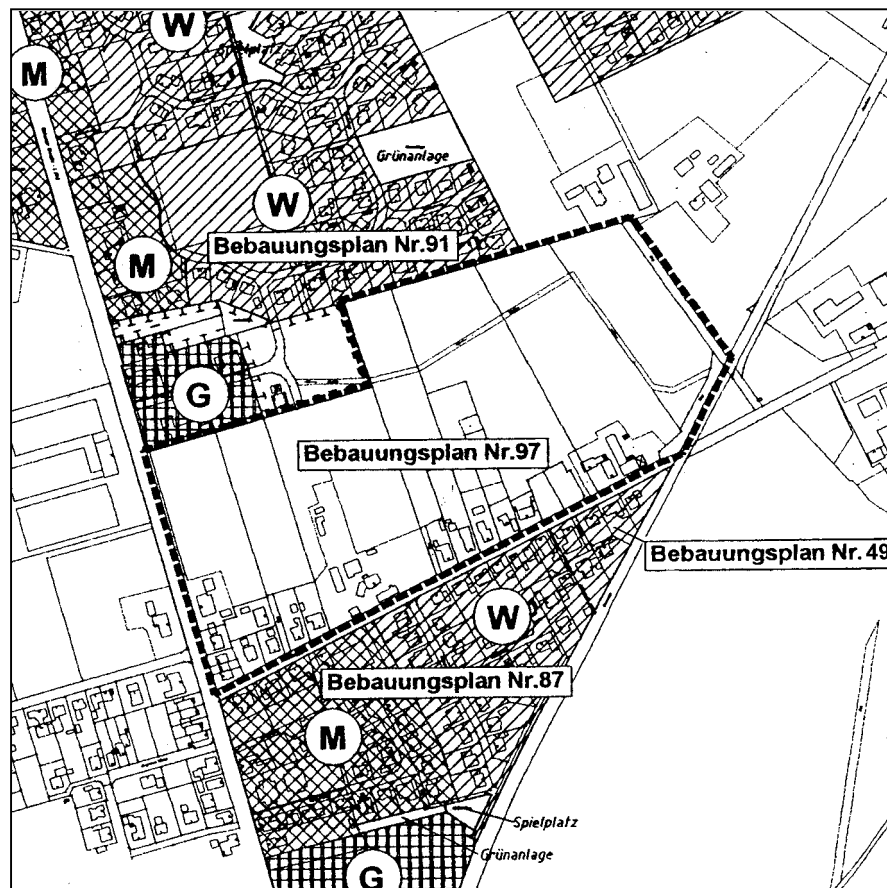 W
Spielplatz
M
Grünanlage
W
Bebauungsplan Nr.91
M
G
Bebauungsplan Nr.97
Bebauungsplan Nr. 49
W
Bebauungsplan Nr.87
M
Spielplatz
Grünanlage
G